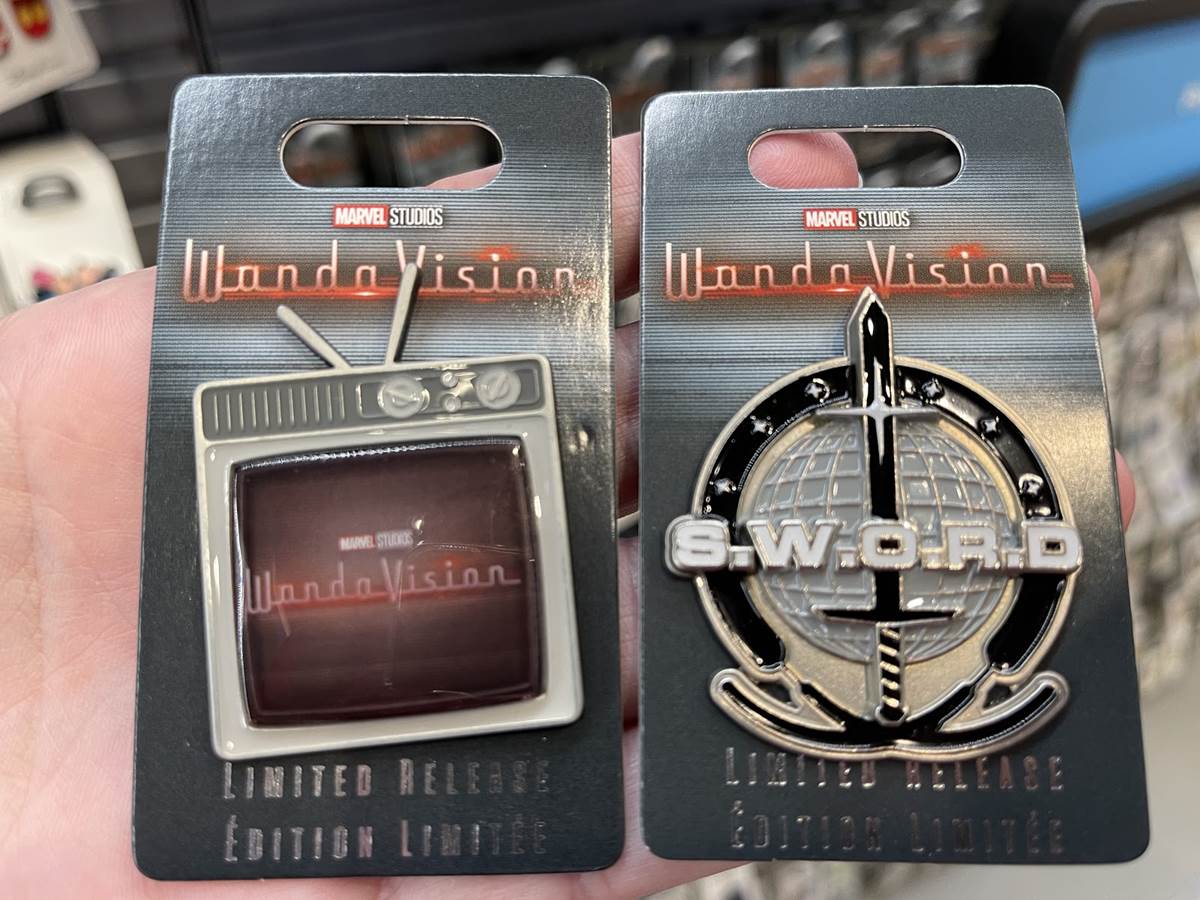 MARVEL STUDIOS
WandaVision
MARVEL STUDIOS
WandaVision
LIMITED RELEASE
ÉDITION LIMITÉE
MARVEL STUDIOS
WandaVision
S.W.O.R.D
LIMITED RELEASE
ÉDITION LIMITÉE